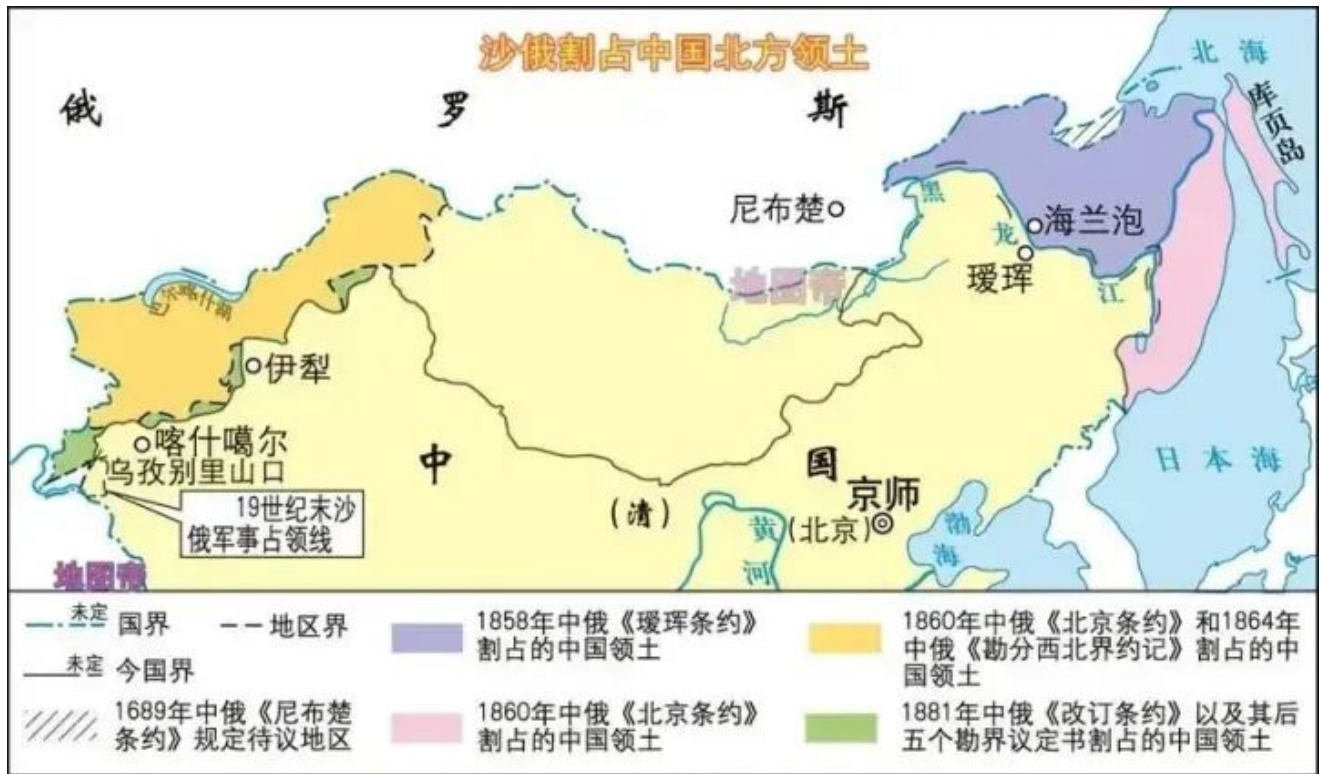 沙俄割占中国北方领土
北海
库页岛
俄罗斯
尼布楚
黑龙江
海兰泡
瑷珲
地图帝
巴尔喀什湖
伊犁
喀什噶尔
乌孜别里山口
19世纪末沙
俄军事占领线
中国
(清)
京师
(北京)
黄河
渤海
日本海
地图帝
未定 国界
地区界
未定 今国界
1689年中俄《尼布楚
条约》规定待议地区
1858年中俄《瑷珲条约》
割占的中国领土
1860年中俄《北京条约》
割占的中国领土
1860年中俄《北京条约》和1864年
中俄《勘分西北界约记》割占的中
国领土
1881年中俄《改订条约》以及其后
五个勘界议定书割占的中国领土